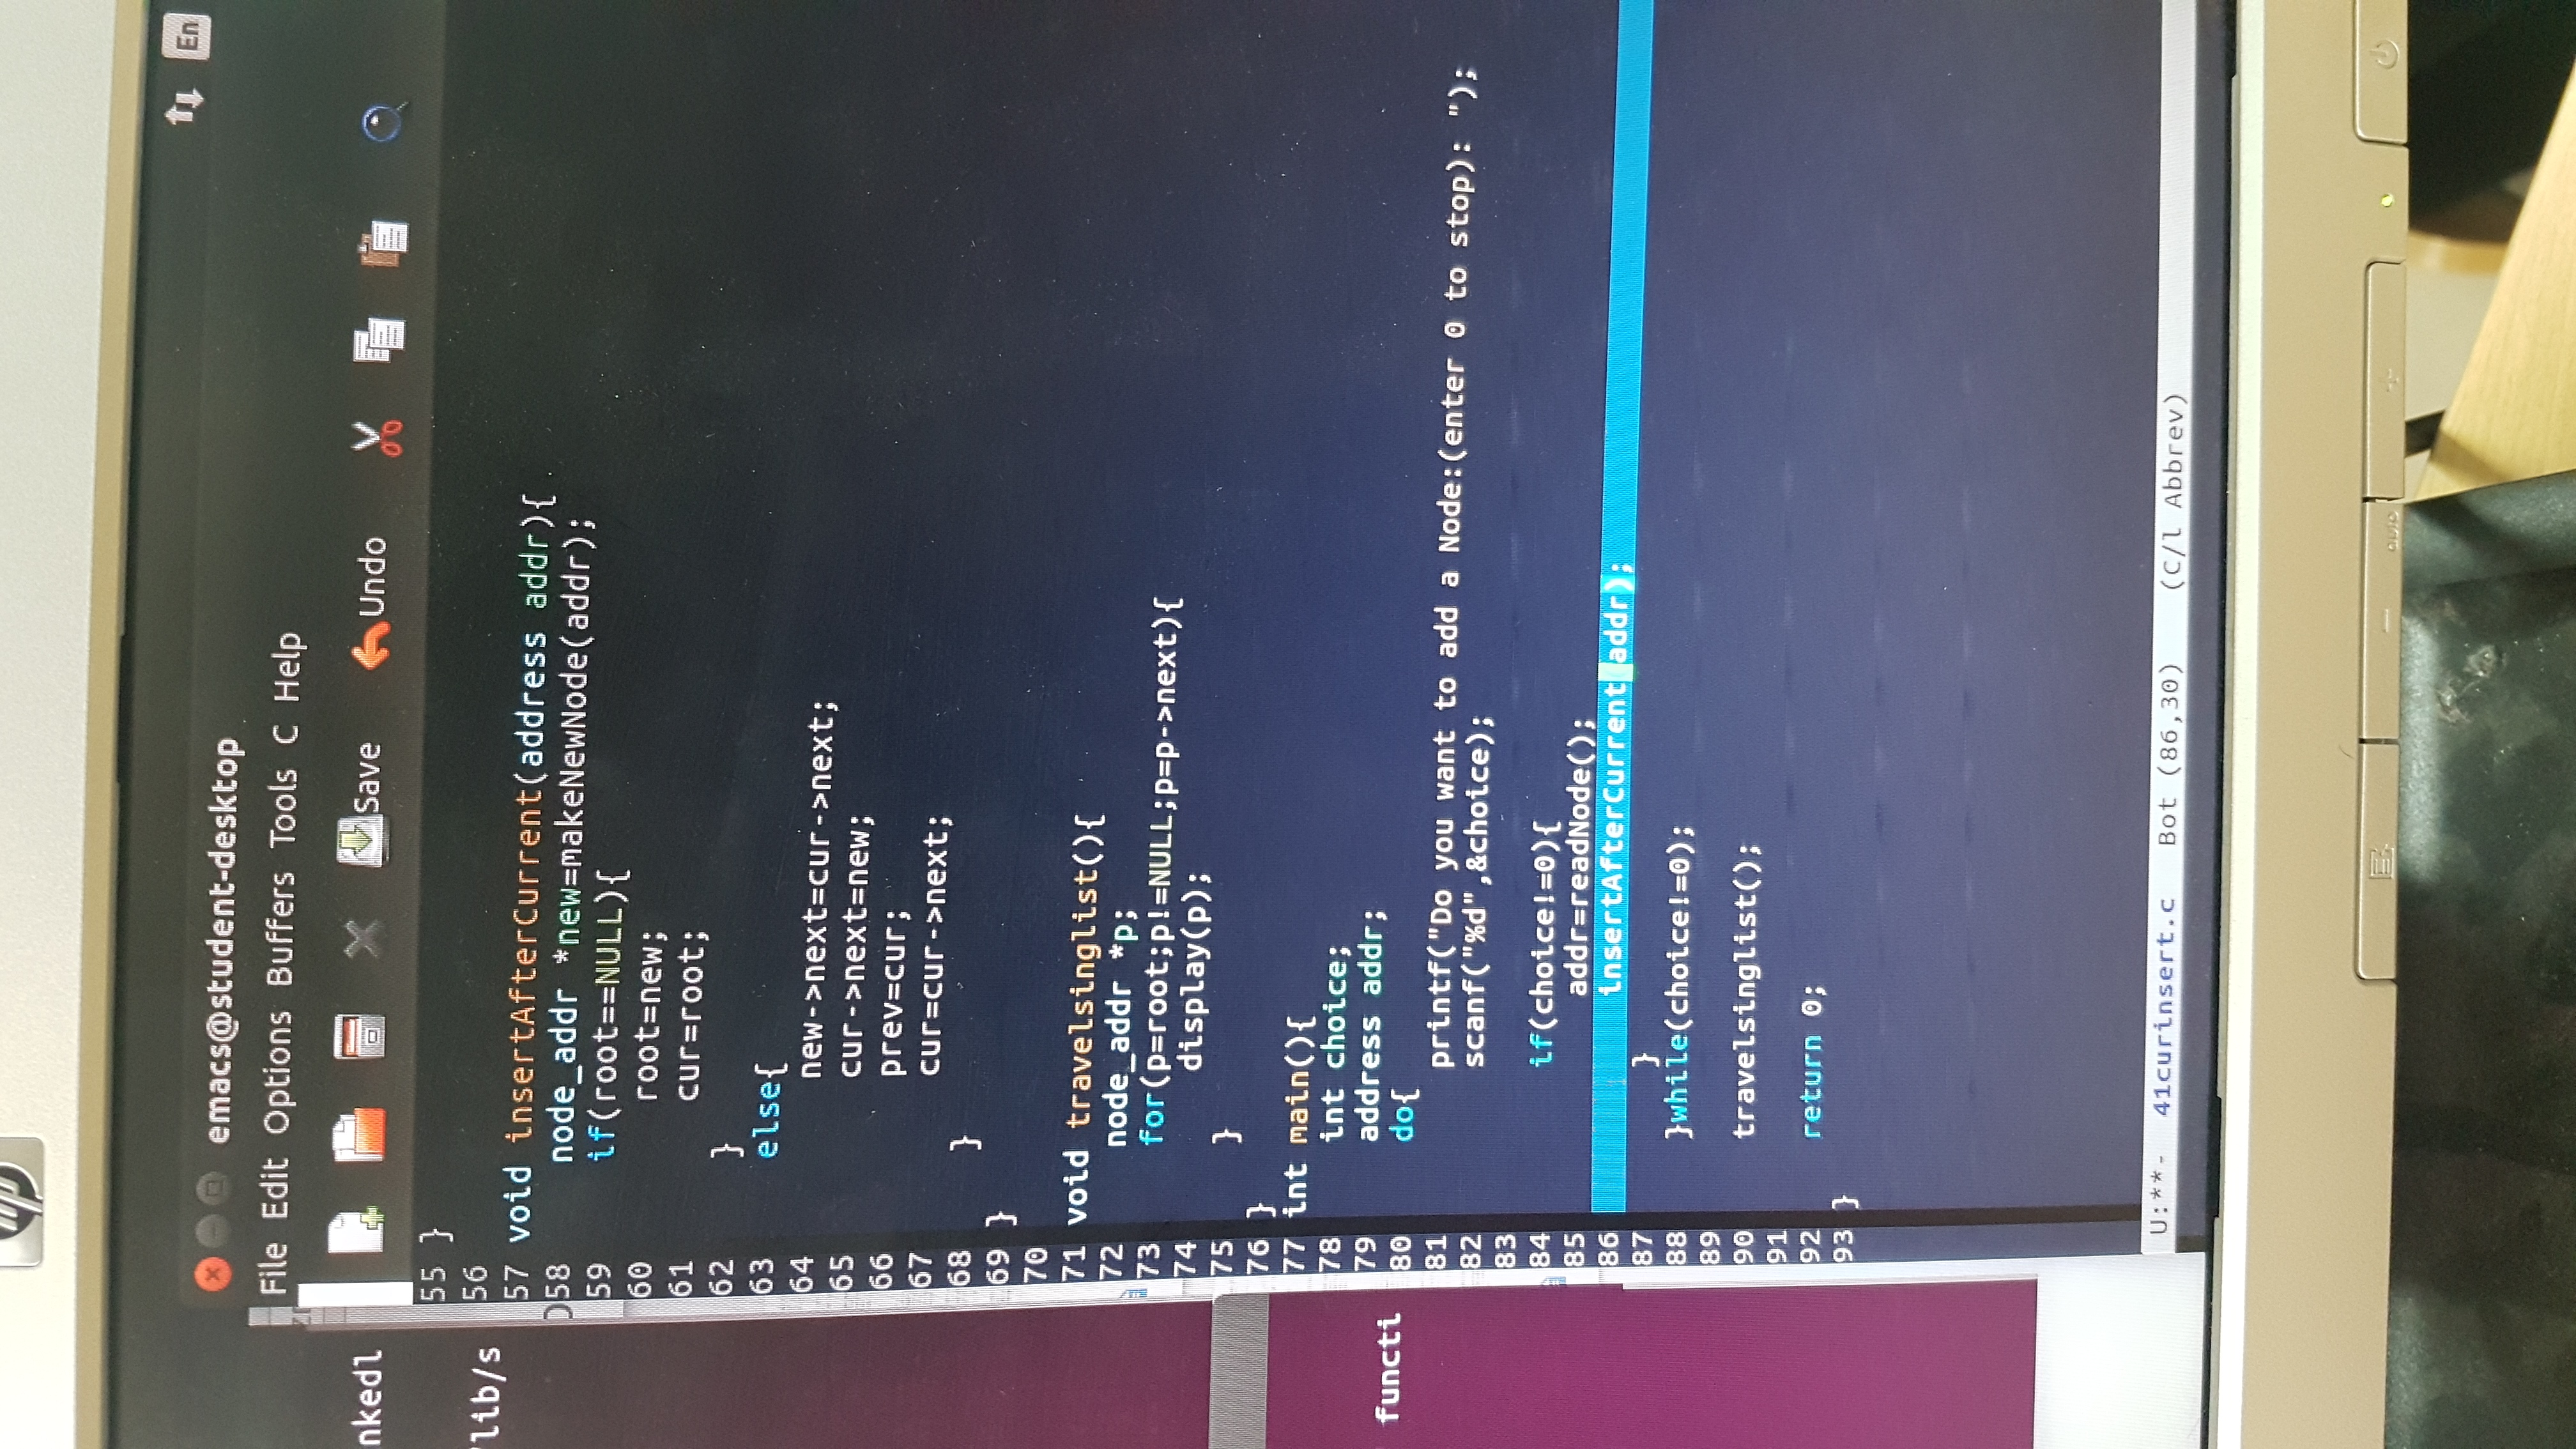 hp
En
emacs@student-desktop
File Edit Options Buffers Tools C Help
Save Undo
nkedl
/lib/s
functi
55 }
56
57 void insertAfterCurrent(address addr){
58 node_addr *new=makeNewNode(addr);
59 if(root==NULL){
60 root=new;
61 cur=root;
62 }
63 else{
64 new->next=cur->next;
65 cur->next=new;
66 prev=cur;
67 cur=cur->next;
68 }
69 }
70
71 void travelsinglist(){
72 node_addr *p;
73 for(p=root;p!=NULL;p=p->next){
74 display(p);
75 }
76 }
77 int main(){
78 int choice;
79 address addr;
80 do{
81 printf("Do you want to add a Node:(enter 0 to stop): ");
82 scanf("%d",&choice);
83
84 if(choice!=0){
85 addr=readNode();
86 insertAfterCurrent(addr);
87 }
88 }while(choice!=0);
89
90 travelsinglist();
91
92 return 0;
93 }
U:**- 41curinsert.c Bot (86,30) (C/l Abbrev)
auto